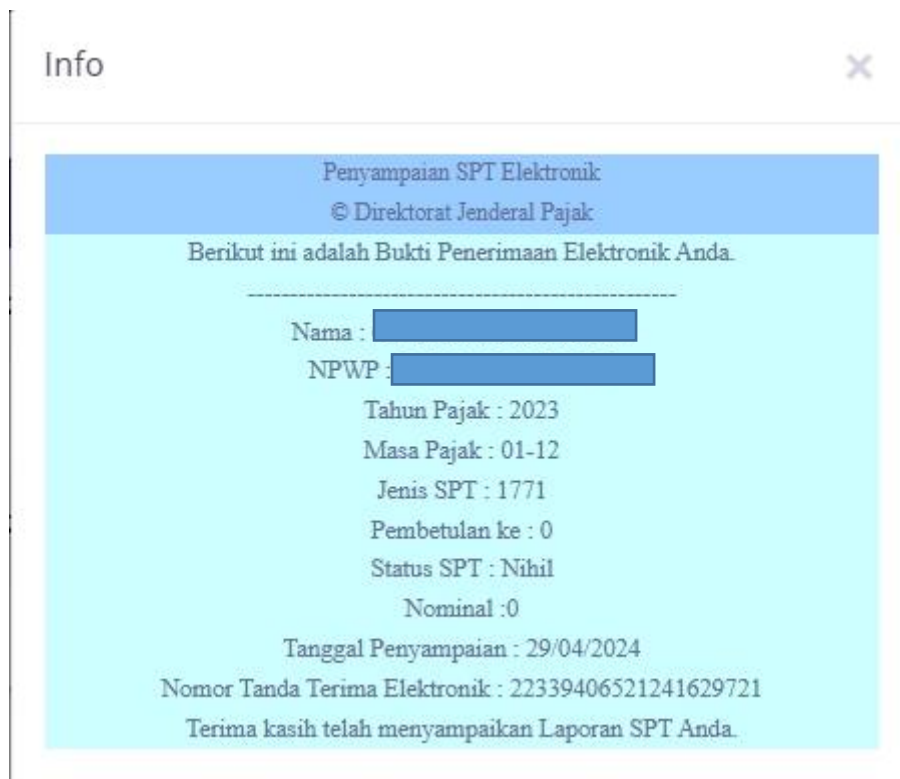 Info
Penyampaian SPT Elektronik
© Direktorat Jenderal Pajak
Berikut ini adalah Bukti Penerimaan Elektronik Anda.
---------------------------------------------------
Nama :
NPWP :
Tahun Pajak : 2023
Masa Pajak : 01-12
Jenis SPT : 1771
Pembetulan ke : 0
Status SPT : Nihil
Nominal :0
Tanggal Penyampaian : 29/04/2024
Nomor Tanda Terima Elektronik : 22339406521241629721
Terima kasih telah menyampaikan Laporan SPT Anda.